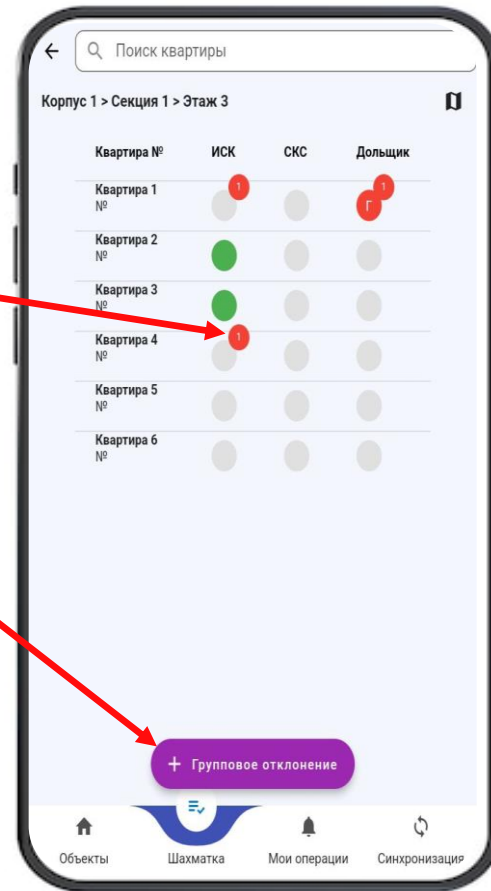 Поиск квартиры
Корпус 1 > Секция 1 > Этаж 3
Квартира № ИСК СКС Дольщик
Квартира 1 1 1
№ Г
Квартира 2
№
Квартира 3
№
Квартира 4 1
№
Квартира 5
№
Квартира 6
№
+ Групповое отклонение
Объекты Шахматка Мои операции Синхронизация